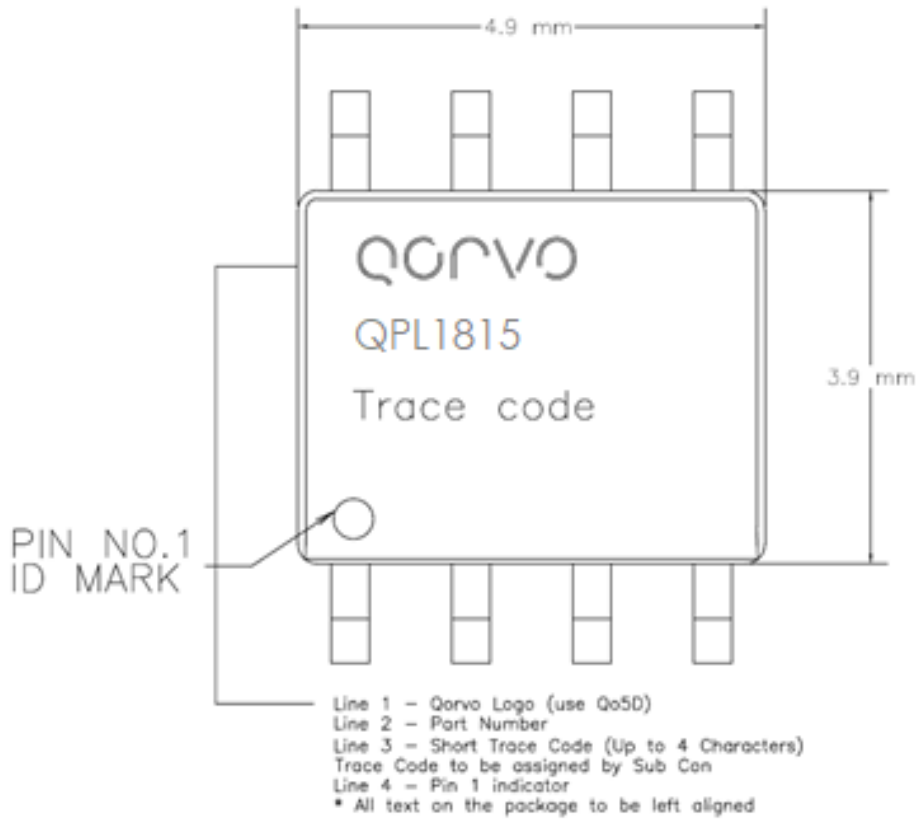 4.9 mm
QORVO
QPL1815
3.9 mm
Trace code
PIN NO.1
ID MARK
Line 1 – Qorvo Logo (use Qo5D)
Line 2 – Part Number
Line 3 – Short Trace Code (Up to 4 Characters)
Trace Code to be assigned by Sub Con
Line 4 – Pin 1 indicator
* All text on the package to be left aligned